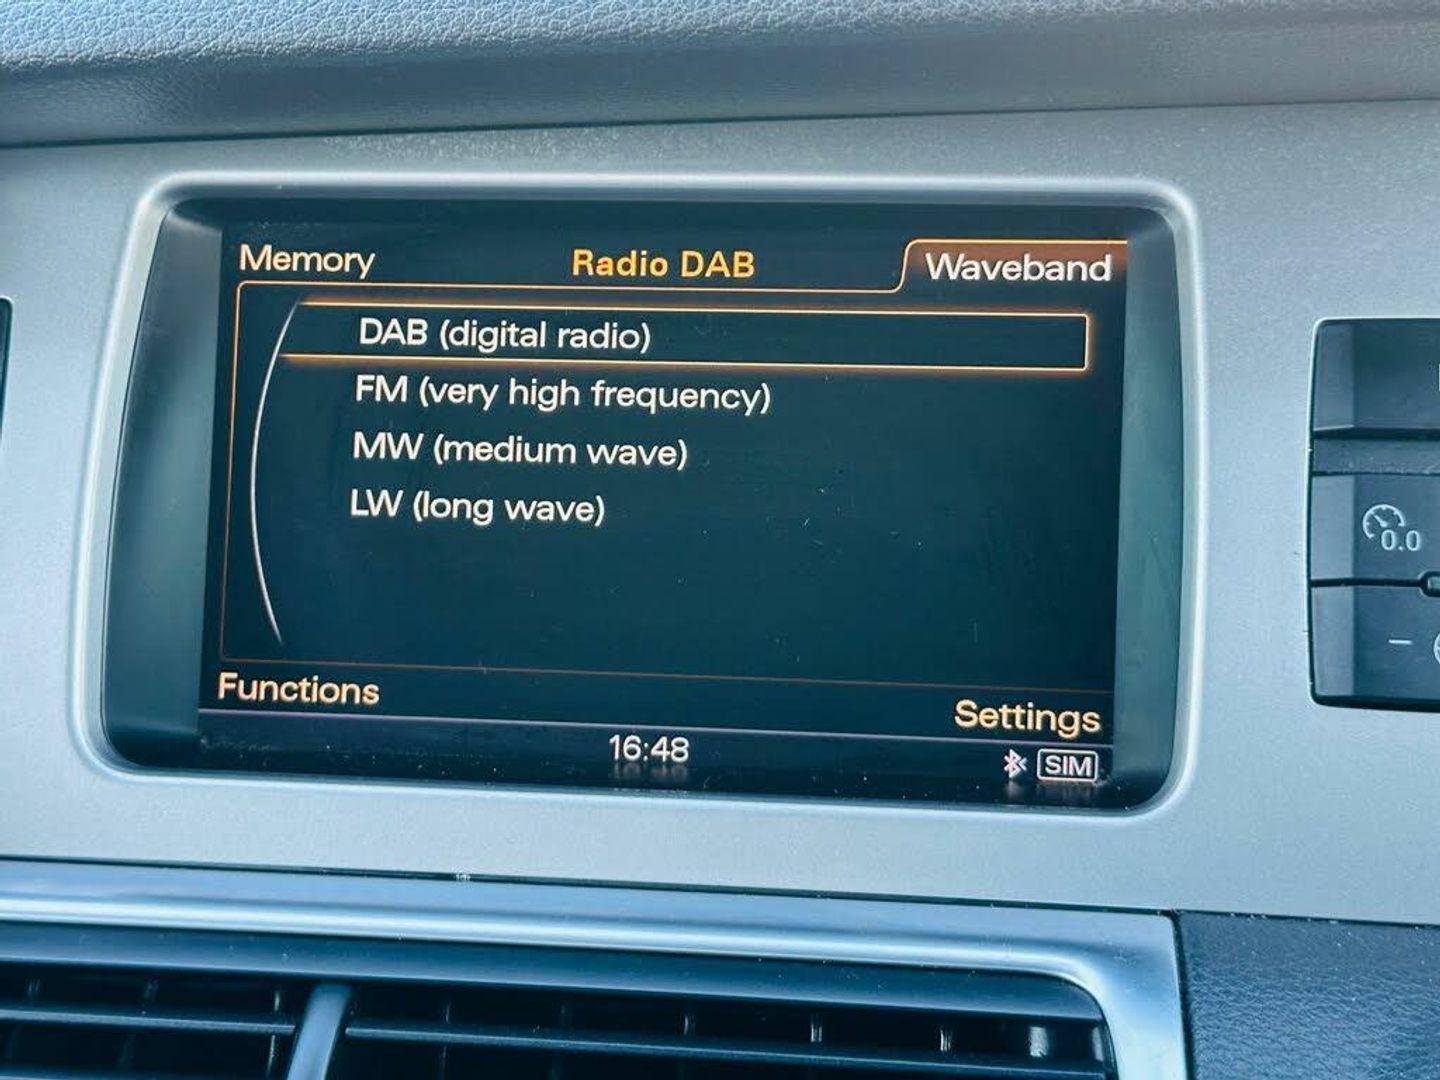 Memory
Radio DAB
Waveband
DAB (digital radio)
FM (very high frequency)
MW (medium wave)
LW (long wave)
0.0
Functions
Settings
16:48
SIM